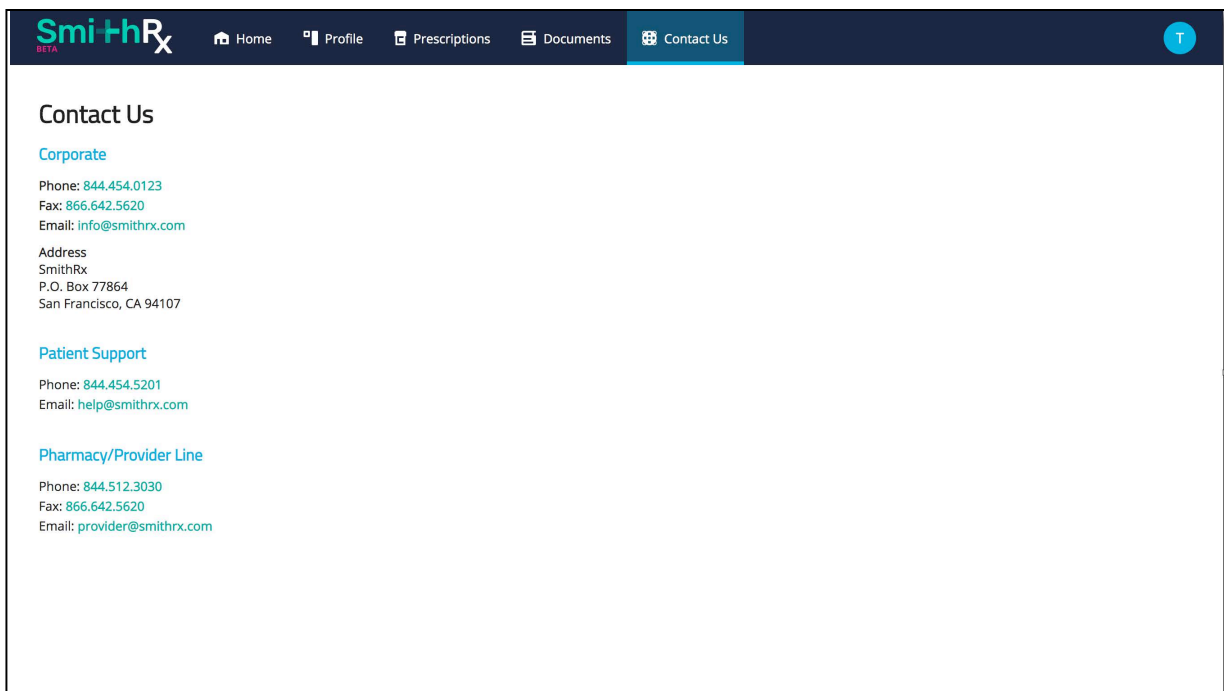 SmithRx
BETA
Home
Profile
Prescriptions
Documents
Contact Us
T
Contact Us
Corporate
Phone: 844.454.0123
Fax: 866.642.5620
Email: info@smithrx.com
Address
SmithRx
P.O. Box 77864
San Francisco, CA 94107
Patient Support
Phone: 844.454.5201
Email: help@smithrx.com
Pharmacy/Provider Line
Phone: 844.512.3030
Fax: 866.642.5620
Email: provider@smithrx.com